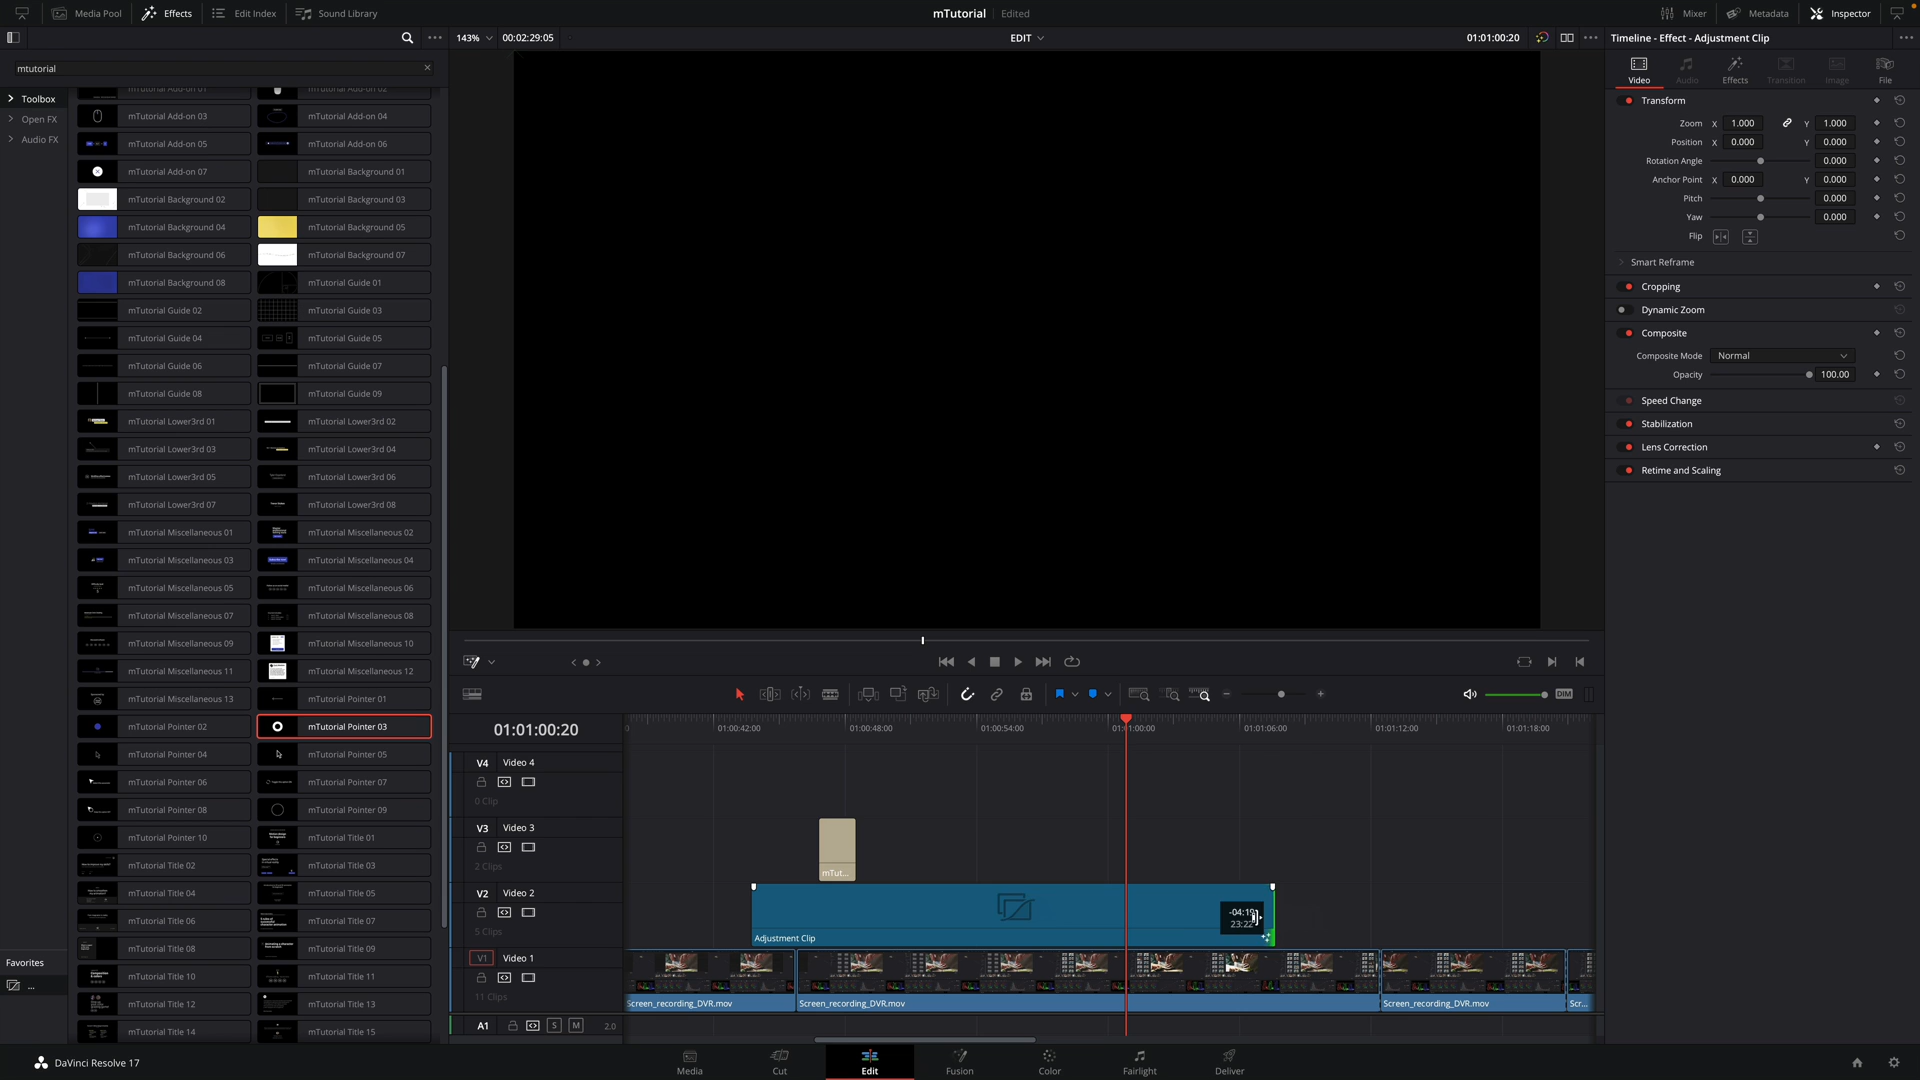 Media Pool
Effects
Edit Index
Sound Library
mTutorial
Edited
Mixer
Metadata
Inspector
143%
00:02:29:05
EDIT
01:01:00:20
Timeline - Effect - Adjustment Clip
mtutorial
Video
Audio
Effects
Transition
Image
File
Toolbox
Open FX
Audio FX
mTutorial Add-on 01
mTutorial Add-on 02
mTutorial Add-on 03
mTutorial Add-on 04
mTutorial Add-on 05
mTutorial Add-on 06
mTutorial Add-on 07
mTutorial Background 01
mTutorial Background 02
mTutorial Background 03
mTutorial Background 04
mTutorial Background 05
mTutorial Background 06
mTutorial Background 07
mTutorial Background 08
mTutorial Guide 01
mTutorial Guide 02
mTutorial Guide 03
mTutorial Guide 04
mTutorial Guide 05
mTutorial Guide 06
mTutorial Guide 07
mTutorial Guide 08
mTutorial Guide 09
mTutorial Lower3rd 01
mTutorial Lower3rd 02
mTutorial Lower3rd 03
mTutorial Lower3rd 04
mTutorial Lower3rd 05
mTutorial Lower3rd 06
mTutorial Lower3rd 07
mTutorial Lower3rd 08
mTutorial Miscellaneous 01
mTutorial Miscellaneous 02
mTutorial Miscellaneous 03
mTutorial Miscellaneous 04
mTutorial Miscellaneous 05
mTutorial Miscellaneous 06
mTutorial Miscellaneous 07
mTutorial Miscellaneous 08
mTutorial Miscellaneous 09
mTutorial Miscellaneous 10
mTutorial Miscellaneous 11
mTutorial Miscellaneous 12
mTutorial Miscellaneous 13
mTutorial Pointer 01
mTutorial Pointer 02
mTutorial Pointer 03
mTutorial Pointer 04
mTutorial Pointer 05
mTutorial Pointer 06
mTutorial Pointer 07
mTutorial Pointer 08
mTutorial Pointer 09
mTutorial Pointer 10
mTutorial Title 01
mTutorial Title 02
mTutorial Title 03
mTutorial Title 04
mTutorial Title 05
mTutorial Title 06
mTutorial Title 07
mTutorial Title 08
mTutorial Title 09
mTutorial Title 10
mTutorial Title 11
mTutorial Title 12
mTutorial Title 13
mTutorial Title 14
mTutorial Title 15
Favorites
...
Transform
Zoom X 1.000 Y 1.000
Position X 0.000 Y 0.000
Rotation Angle 0.000
Anchor Point X 0.000 Y 0.000
Pitch 0.000
Yaw 0.000
Flip
Smart Reframe
Cropping
Dynamic Zoom
Composite
Composite Mode Normal
Opacity 100.00
Speed Change
Stabilization
Lens Correction
Retime and Scaling
DIM
01:01:00:20
01:00:42:00
01:00:48:00
01:00:54:00
01:01:00:00
01:01:06:00
01:01:12:00
01:01:18:00
V4 Video 4
0 Clip
V3 Video 3
2 Clips
mTut...
V2 Video 2
5 Clips
Adjustment Clip
-04:19
23:22
V1 Video 1
11 Clips
Screen_recording_DVR.mov
Screen_recording_DVR.mov
Screen_recording_DVR.mov
Scr...
A1
S
M
2.0
DaVinci Resolve 17
Media
Cut
Edit
Fusion
Color
Fairlight
Deliver